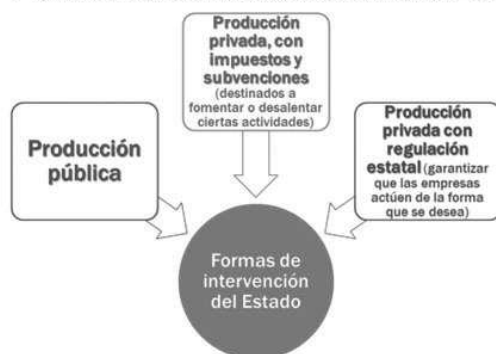 Producción
privada, con
impuestos y
subvenciones
(destinados a
fomentar o desalentar
ciertas actividades)
Producción
pública
Producción
privada con
regulación
estatal (garantizar
que las empresas
actúen de la forma
que se desea)
Formas de
intervención
del Estado